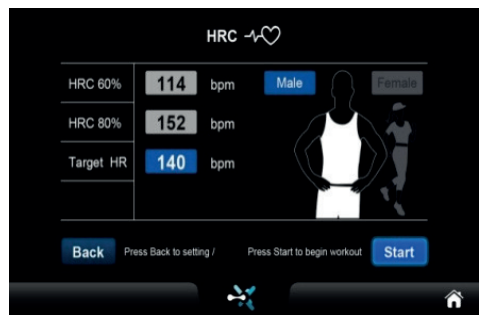 HRC
HRC 60% 114 bpm Male Female
HRC 80% 152 bpm
Target HR 140 bpm
Back Press Back to setting / Press Start to begin workout Start